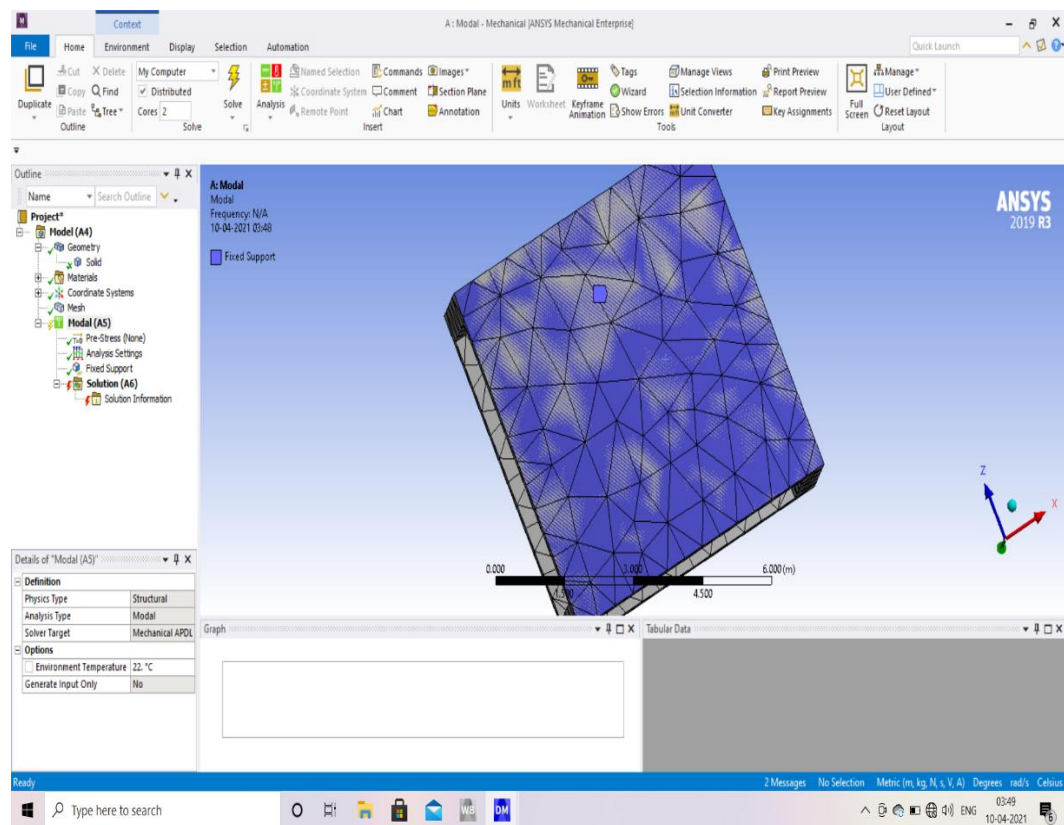 M Context A : Modal - Mechanical [ANSYS Mechanical Enterprise]
File Home Environment Display Selection Automation Quick Launch
Duplicate
Cut Delete
Copy Find
Paste Tree
Outline
My Computer
Distributed
Cores 2
Solve
Solve
Analysis
Named Selection Commands Images
Coordinate System Comment Section Plane
Remote Point Chart Annotation
Insert
Units Worksheet Keyframe Animation
Tags Manage Views Print Preview
Wizard Selection Information Report Preview
Show Errors Unit Converter Key Assignments
Tools
Full Screen
Manage
User Defined
Reset Layout
Layout
Outline
Name Search Outline
Project*
Model (A4)
Geometry
Solid
Materials
Coordinate Systems
Mesh
Modal (A5)
Pre-Stress (None)
Analysis Settings
Fixed Support
Solution (A6)
Solution Information
A: Modal
Modal
Frequency: N/A
10-04-2021 03:48
Fixed Support
ANSYS
2019 R3
Z
X
0.000 3.000 6.000 (m)
1.500 4.500
Details of "Modal (A5)"
Definition
Physics Type Structural
Analysis Type Modal
Solver Target Mechanical APDL
Options
Environment Temperature 22. °C
Generate Input Only No
Graph
Tabular Data
Ready 2 Messages No Selection Metric (m, kg, N, s, V, A) Degrees rad/s Celsius
Type here to search
WB
DM
ENG
03:49
10-04-2021
6